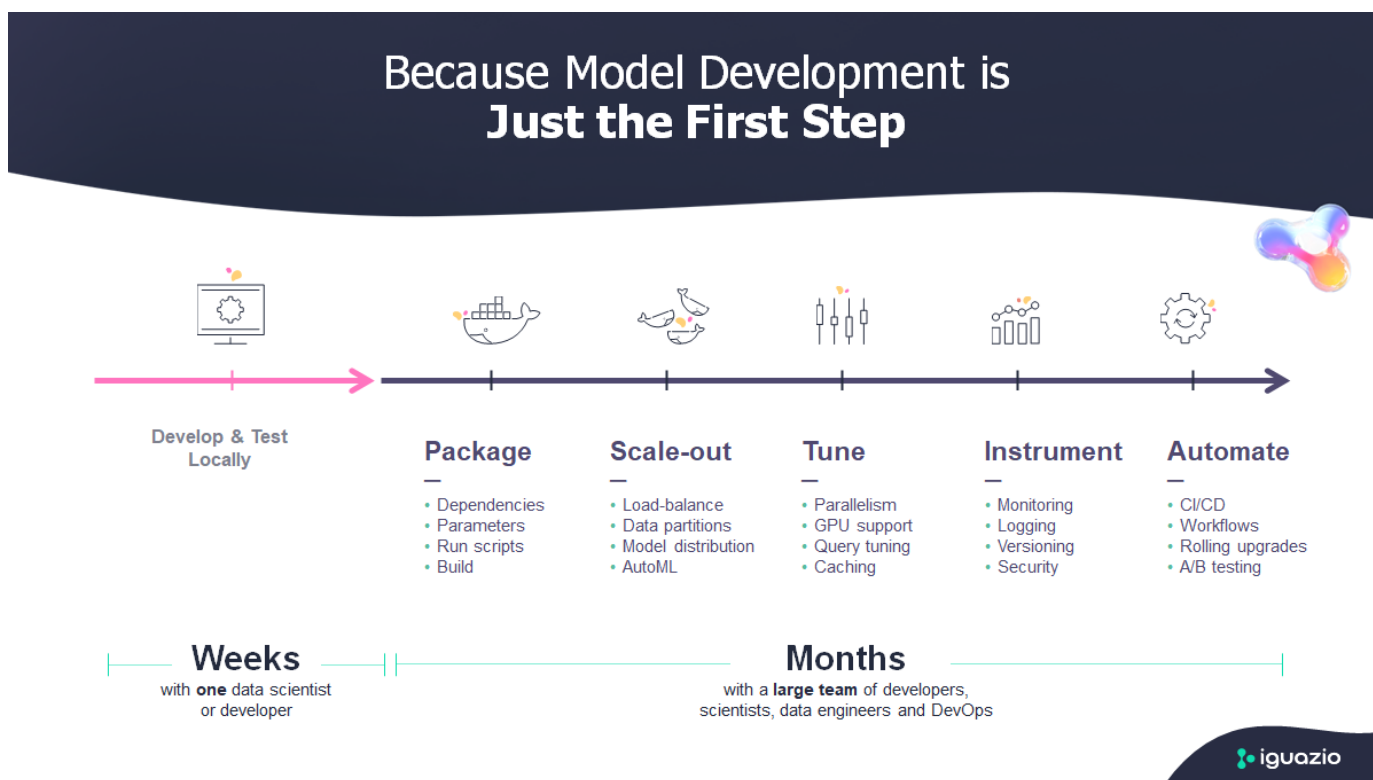 Because Model Development is
Just the First Step
Develop & Test
Locally
Package
• Dependencies
• Parameters
• Run scripts
• Build
Scale-out
• Load-balance
• Data partitions
• Model distribution
• AutoML
Tune
• Parallelism
• GPU support
• Query tuning
• Caching
Instrument
• Monitoring
• Logging
• Versioning
• Security
Automate
• CI/CD
• Workflows
• Rolling upgrades
• A/B testing
Weeks
with one data scientist
or developer
Months
with a large team of developers,
scientists, data engineers and DevOps
iguazio